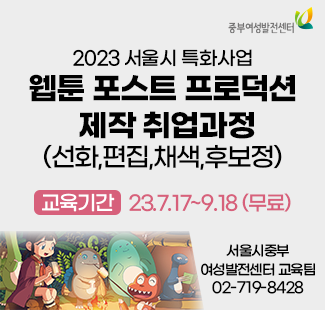 중부여성발전센터
2023 서울시 특화사업
웹툰 포스트 프로덕션
제작 취업과정
(선화,편집,채색,후보정)
교육기간 23.7.17~9.18 (무료)
서울시중부
여성발전센터 교육팀
02-719-8428